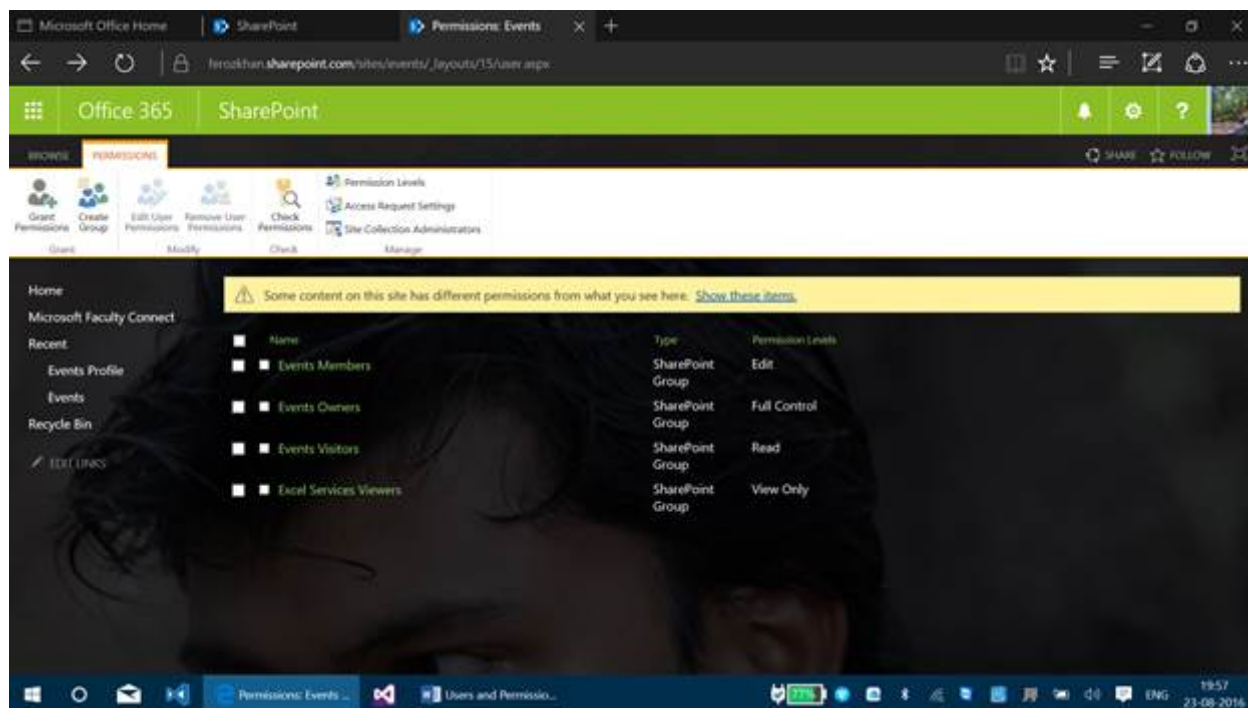 Microsoft Office Home
SharePoint
Permissions: Events
ferozkhan.sharepoint.com/sites/events/_layouts/15/user.aspx
Office 365
SharePoint
?
BROWSE
PERMISSIONS
SHARE
FOLLOW
Grant Permissions
Create Group
Edit User Permissions
Remove User Permissions
Check Permissions
Permission Levels
Access Request Settings
Site Collection Administrators
Grant
Modify
Check
Manage
Home
Microsoft Faculty Connect
Recent
Events Profile
Events
Recycle Bin
EDIT LINKS
Some content on this site has different permissions from what you see here. Show these items.
Name Type Permission Levels
Events Members SharePoint Group Edit
Events Owners SharePoint Group Full Control
Events Visitors SharePoint Group Read
Excel Services Viewers SharePoint Group View Only
Permissions: Events ...
Users and Permissio...
77%
ENG
19:57
23-08-2016